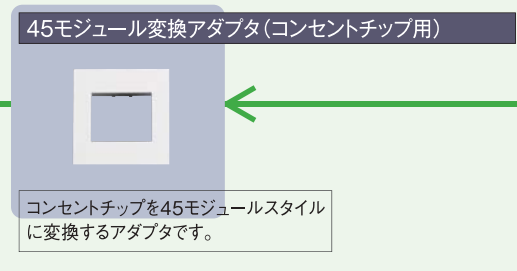 45モジュール変換アダプタ(コンセントチップ用)
コンセントチップを45モジュールスタイル
に変換するアダプタです。